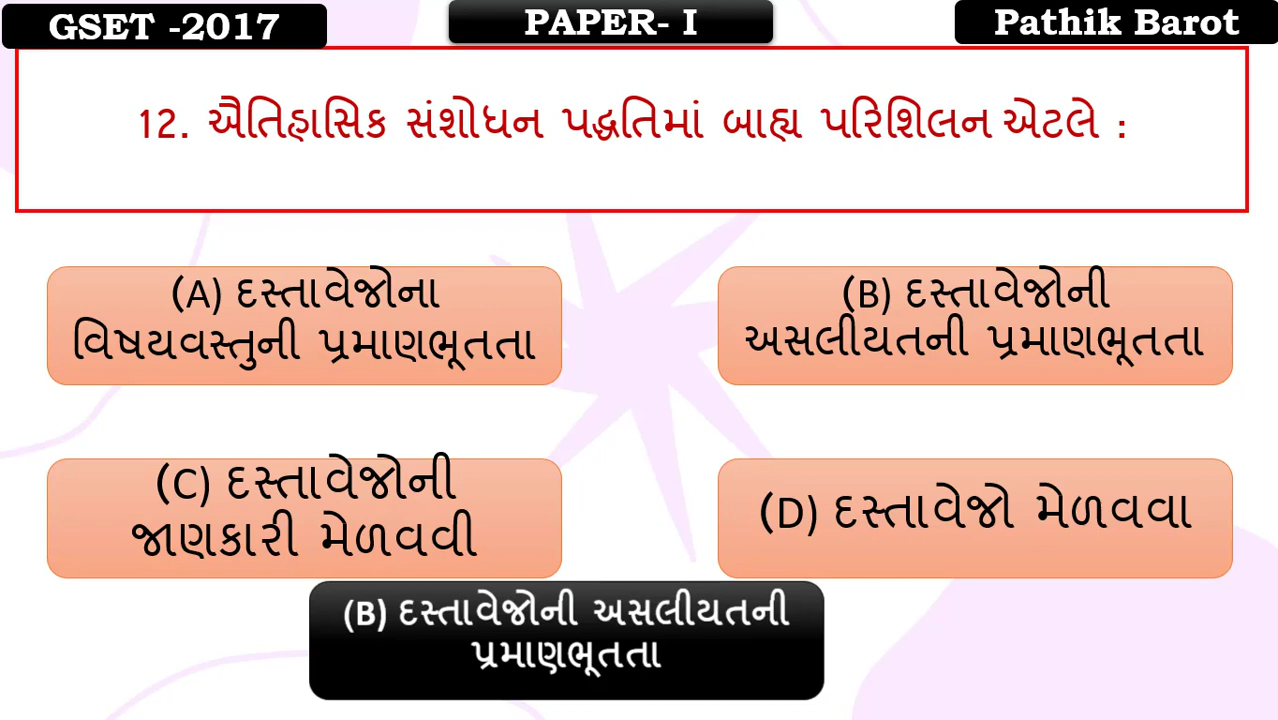 GSET -2017
PAPER- I
Pathik Barot
12. ઐતિહાસિક સંશોધન પદ્ધતિમાં બાહ્ય પરિશિલન એટલે :
(A) દસ્તાવેજોના
વિષયવસ્તુની પ્રમાણભૂતતા
(B) દસ્તાવેજોની
અસલીયતની પ્રમાણભૂતતા
(C) દસ્તાવેજોની
જાણકારી મેળવવી
(D) દસ્તાવેજો મેળવવા
(B) દસ્તાવેજોની અસલીયતની
પ્રમાણભૂતતા